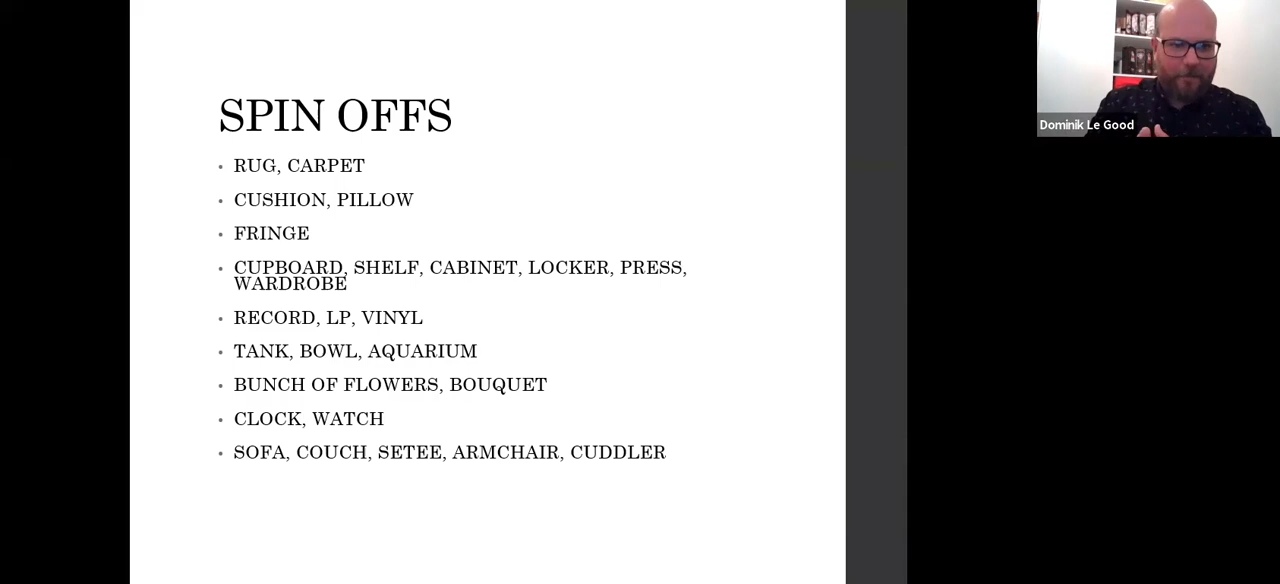 SPIN OFFS
• RUG, CARPET
• CUSHION, PILLOW
• FRINGE
• CUPBOARD, SHELF, CABINET, LOCKER, PRESS,
WARDROBE
• RECORD, LP, VINYL
• TANK, BOWL, AQUARIUM
• BUNCH OF FLOWERS, BOUQUET
• CLOCK, WATCH
• SOFA, COUCH, SETEE, ARMCHAIR, CUDDLER
Dominik Le Good